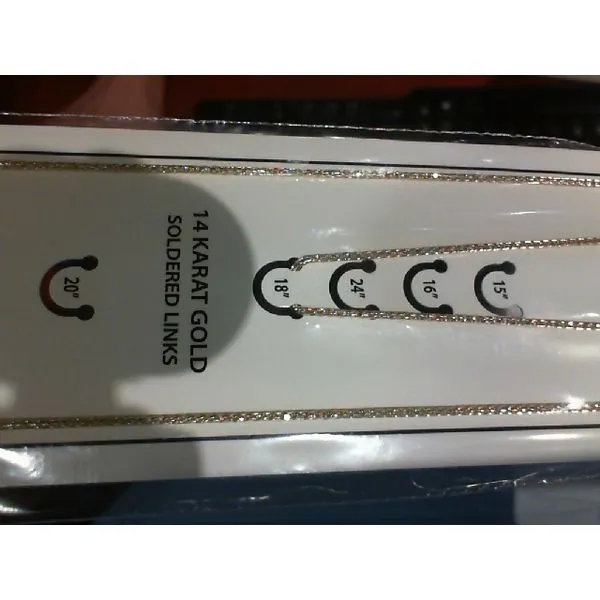 15"
16"
24"
18"
14 KARAT GOLD
SOLDERED LINKS
20"